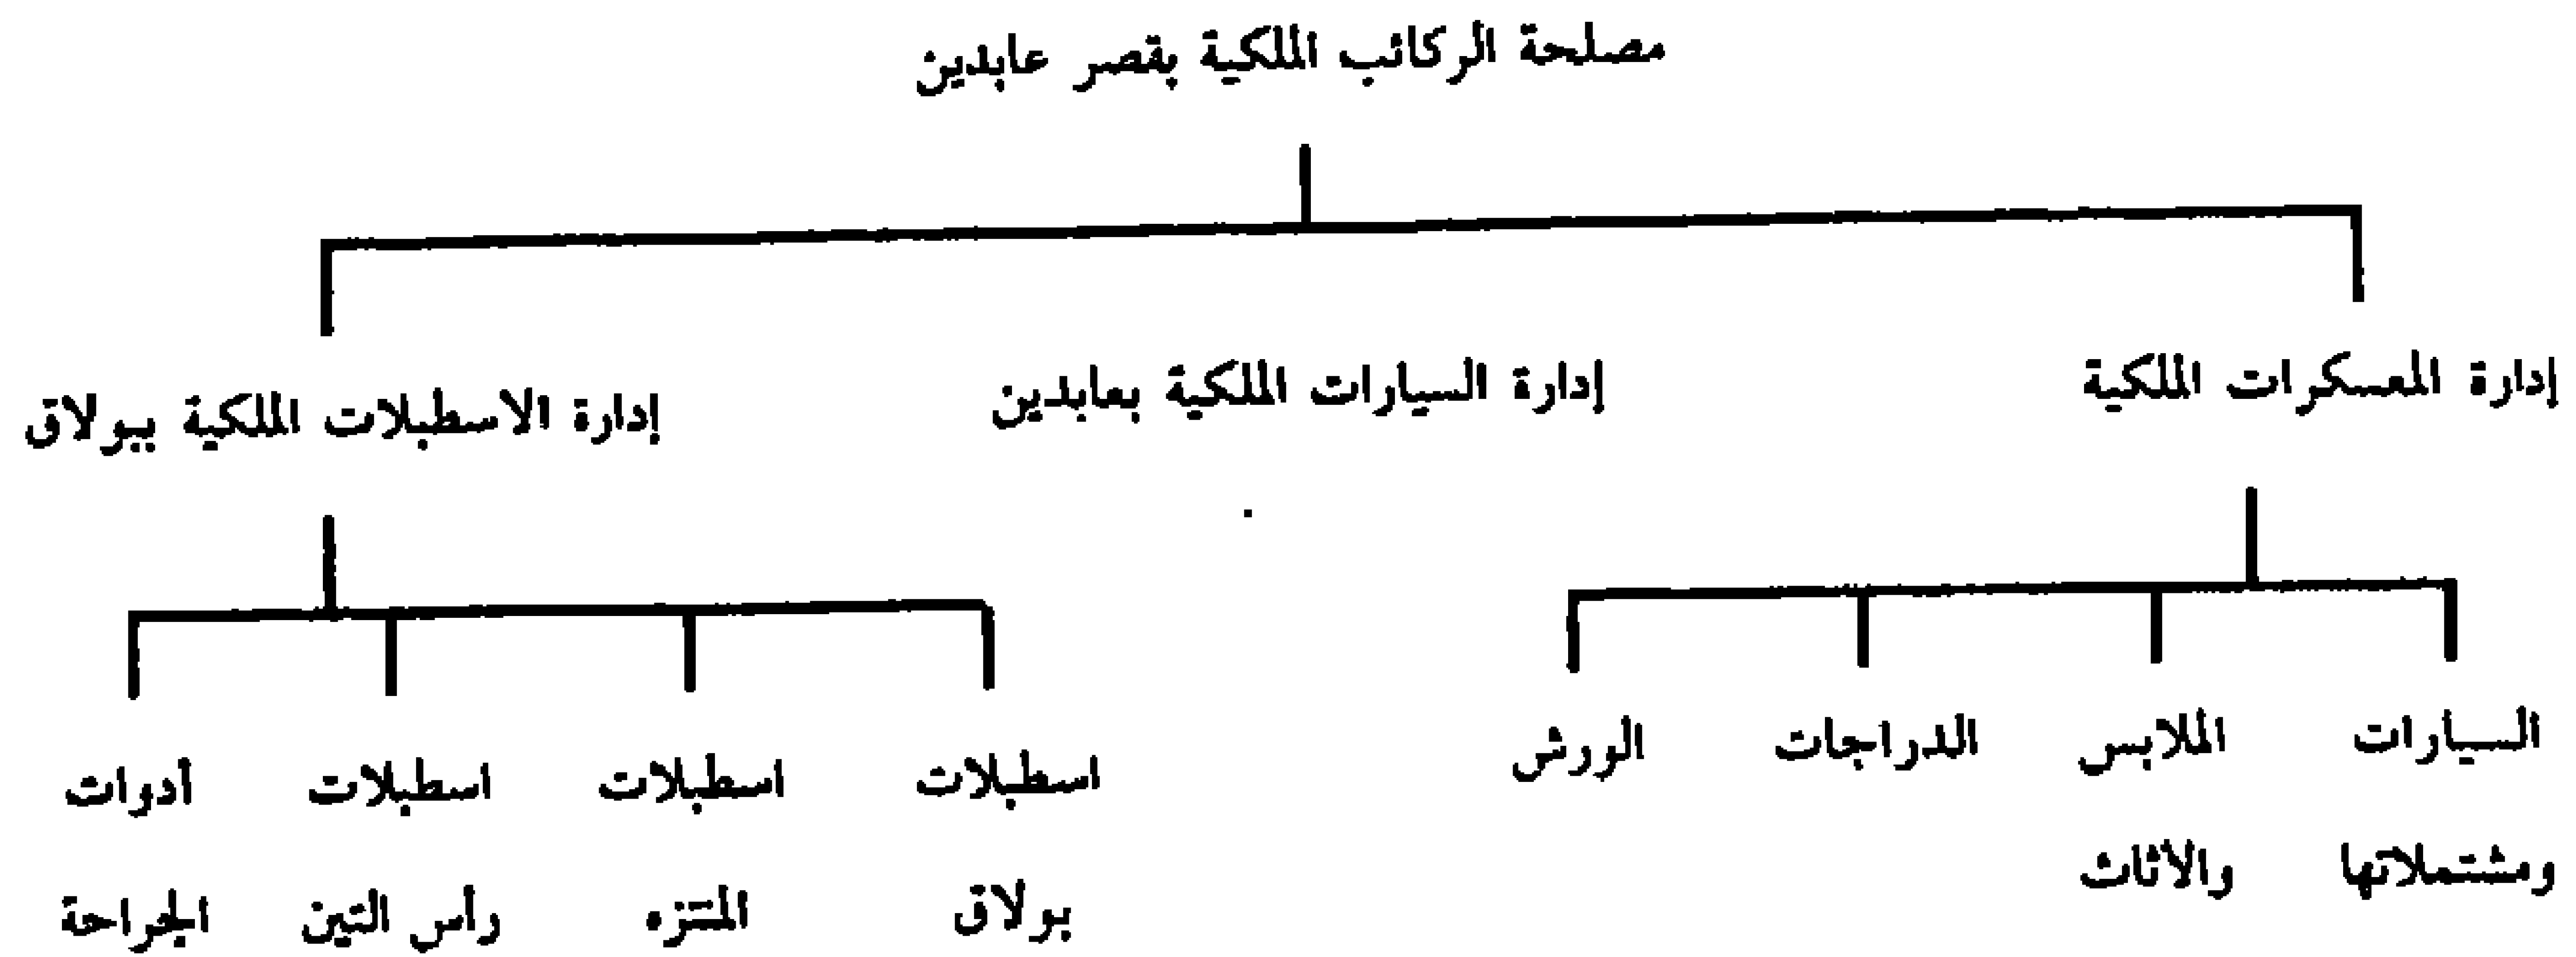 مصلحة الركائب الملكية بقصر عابدين
إدارة المعسكرات الملكية
إدارة السيارات الملكية بعابدين
إدارة الاسطبلات الملكية ببولاق
السيارات
ومشتملاتها
الملابس
والأثاث
الدراجات
الورش
اسطبلات
بولاق
اسطبلات
المنتزه
اسطبلات
رأس التين
أدوات
الجراحة